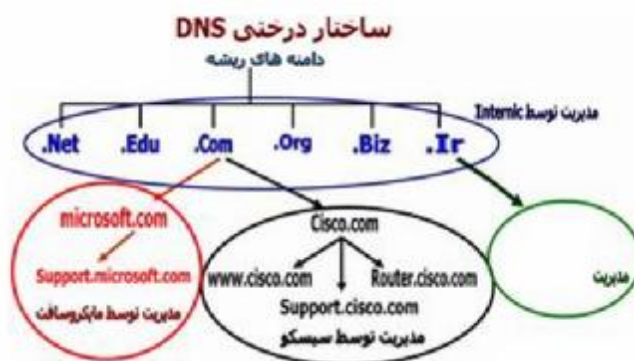 ساختار درختی DNS
دامنه های ریشه
مدیریت توسط Internic
.Net .Edu .Com .Org .Biz .Ir
microsoft.com
Support.microsoft.com
مدیریت توسط مایکروسافت
Cisco.com
www.cisco.com Router.cisco.com
Support.cisco.com
مدیریت توسط سیسکو
مدیریت